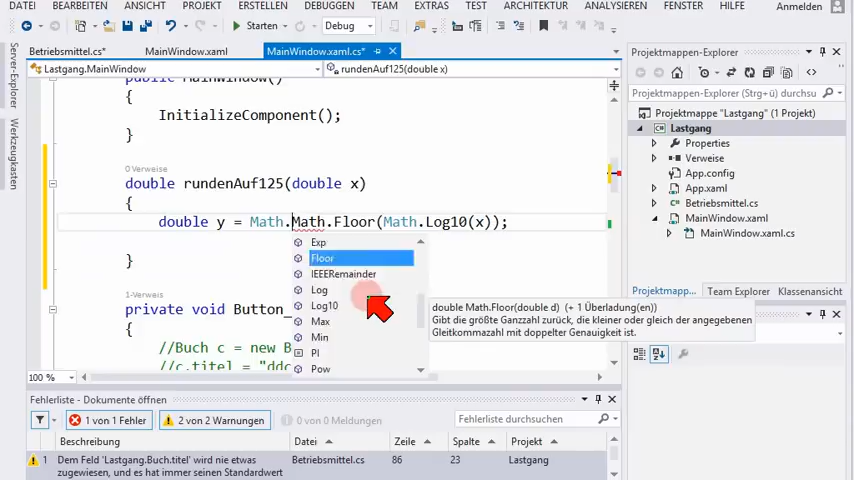 DATEI BEARBEITEN ANSICHT PROJEKT ERSTELLEN DEBUGGEN TEAM EXTRAS TEST ARCHITEKTUR ANALYSIEREN FENSTER HILFE Anmelden
Starten Debug
Betriebsmittel.cs* MainWindow.xaml MainWindow.xaml.cs* Projektmappen-Explorer
Server-Explorer
Werkzeugkasten
Lastgang.MainWindow rundenAuf125(double x)
public MainWindow()
{
InitializeComponent();
}
0 Verweise
double rundenAuf125(double x)
{
double y = Math.Math.Floor(Math.Log10(x));
}
1-Verweis
private void Button_
{
//Buch c = new B
//c.titel = "ddc
Exp
Floor
IEEERemainder
Log
Log10
Max
Min
PI
Pow
double Math.Floor(double d) (+ 1 Überladung(en))
Gibt die größte Ganzzahl zurück, die kleiner oder gleich der angegebenen
Gleitkommazahl mit doppelter Genauigkeit ist.
100 %
Projektmappen-Explorer durchsu
Projektmappe "Lastgang" (1 Projekt)
Lastgang
Properties
Verweise
App.config
App.xaml
Betriebsmittel.cs
MainWindow.xaml
MainWindow.xaml.cs
Projektmapp... Team Explorer Klassenansicht
Fehlerliste - Dokumente öffnen
1 von 1 Fehler 2 von 2 Warnungen 0 von 0 Meldungen Fehlerliste durchsuchen
Beschreibung Datei Zeile Spalte Projekt
1 Dem Feld 'Lastgang.Buch.titel' wird nie etwas Betriebsmittel.cs 86 23 Lastgang
zugewiesen, und es hat immer seinen Standardwert